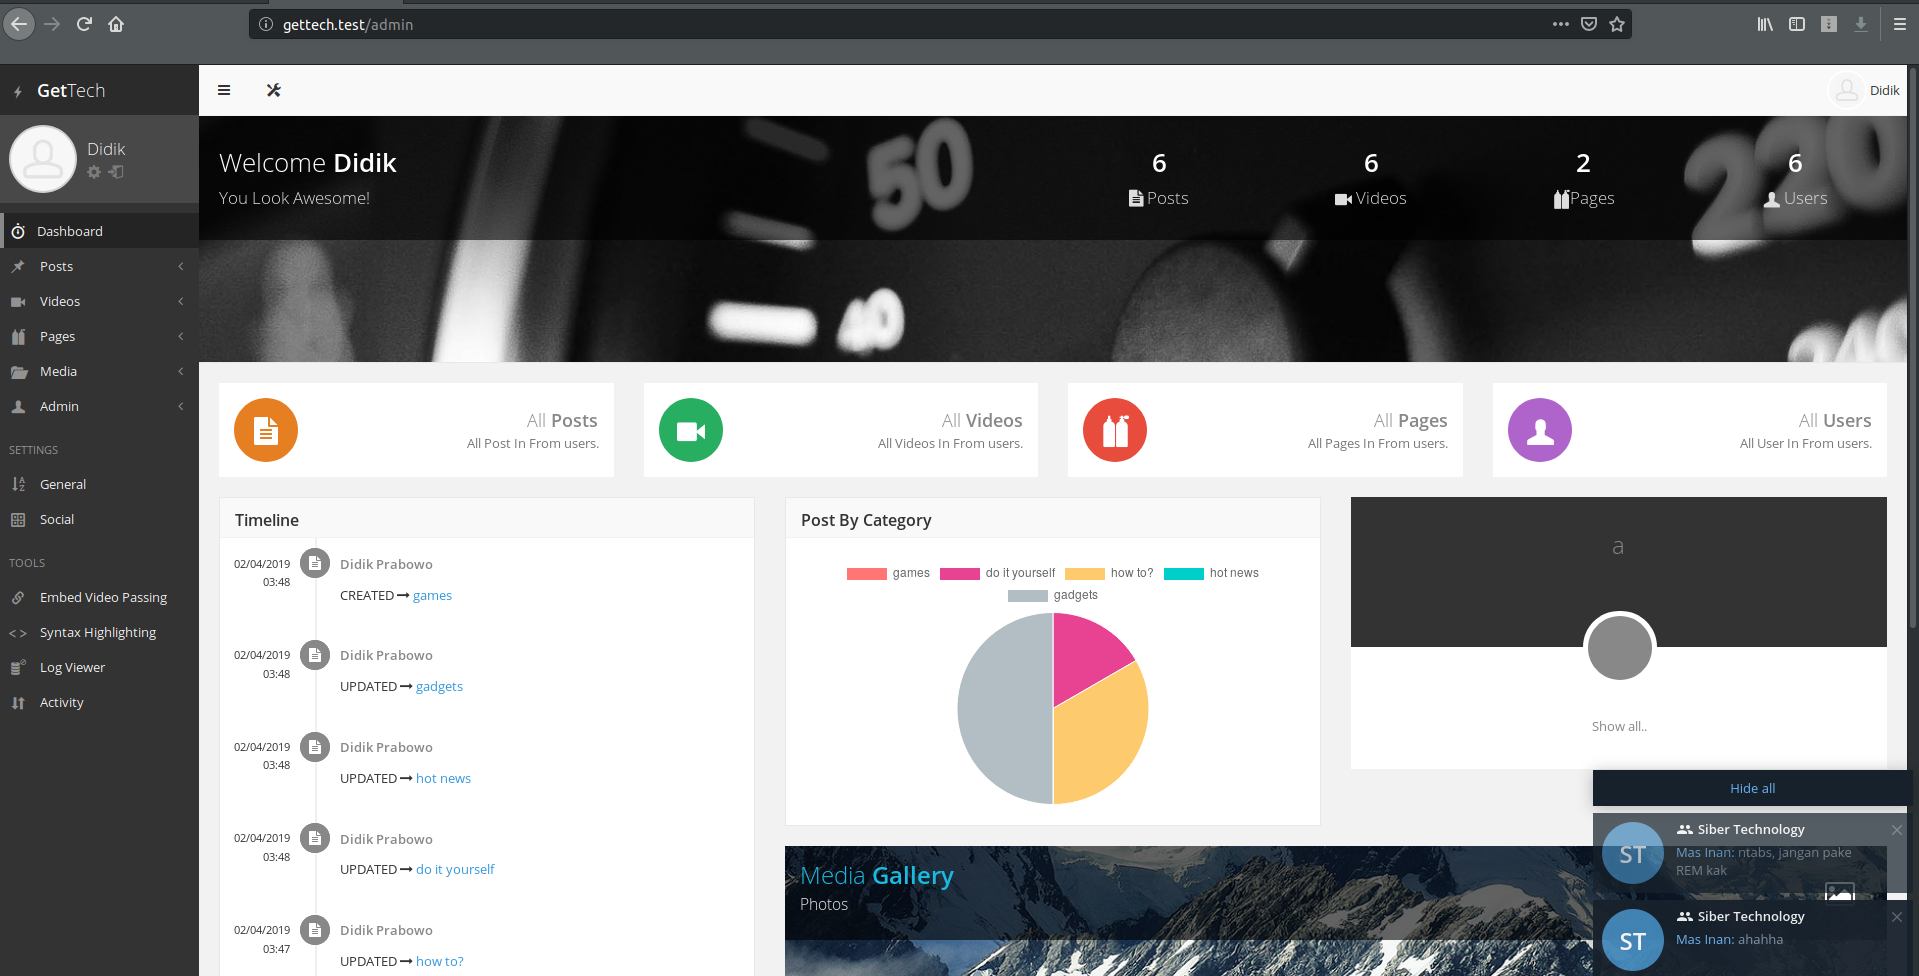 gettech.test/admin
GetTech
Didik
Didik
Dashboard
Posts
Videos
Pages
Media
Admin
SETTINGS
General
Social
TOOLS
Embed Video Passing
Syntax Highlighting
Log Viewer
Activity
Welcome Didik
You Look Awesome!
6
Posts
6
Videos
2
Pages
6
Users
50
40
220
All Posts
All Post In From users.
All Videos
All Videos In From users.
All Pages
All Pages In From users.
All Users
All User In From users.
Timeline
02/04/2019
03:48
Didik Prabowo
CREATED games
02/04/2019
03:48
Didik Prabowo
UPDATED gadgets
02/04/2019
03:48
Didik Prabowo
UPDATED hot news
02/04/2019
03:48
Didik Prabowo
UPDATED do it yourself
02/04/2019
03:47
Didik Prabowo
UPDATED how to?
Post By Category
games do it yourself how to? hot news
gadgets
a
Show all..
Media Gallery
Photos
Hide all
ST
Siber Technology
Mas Inan: ntabs, jangan pake
REM kak
ST
Siber Technology
Mas Inan: ahahha